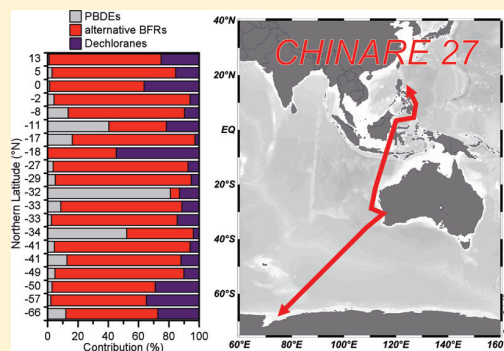 PBDEs
alternative BFRs
Dechloranes
Northern Latitude (°N)
13
5
0
-2
-8
-11
-17
-18
-27
-29
-32
-33
-33
-34
-41
-41
-49
-50
-57
-66
0 20 40 60 80 100
Contribution (%)
CHINARE 27
40°N
20°N
EQ
20°S
40°S
60°S
60°E 80°E 100°E 120°E 140°E 160